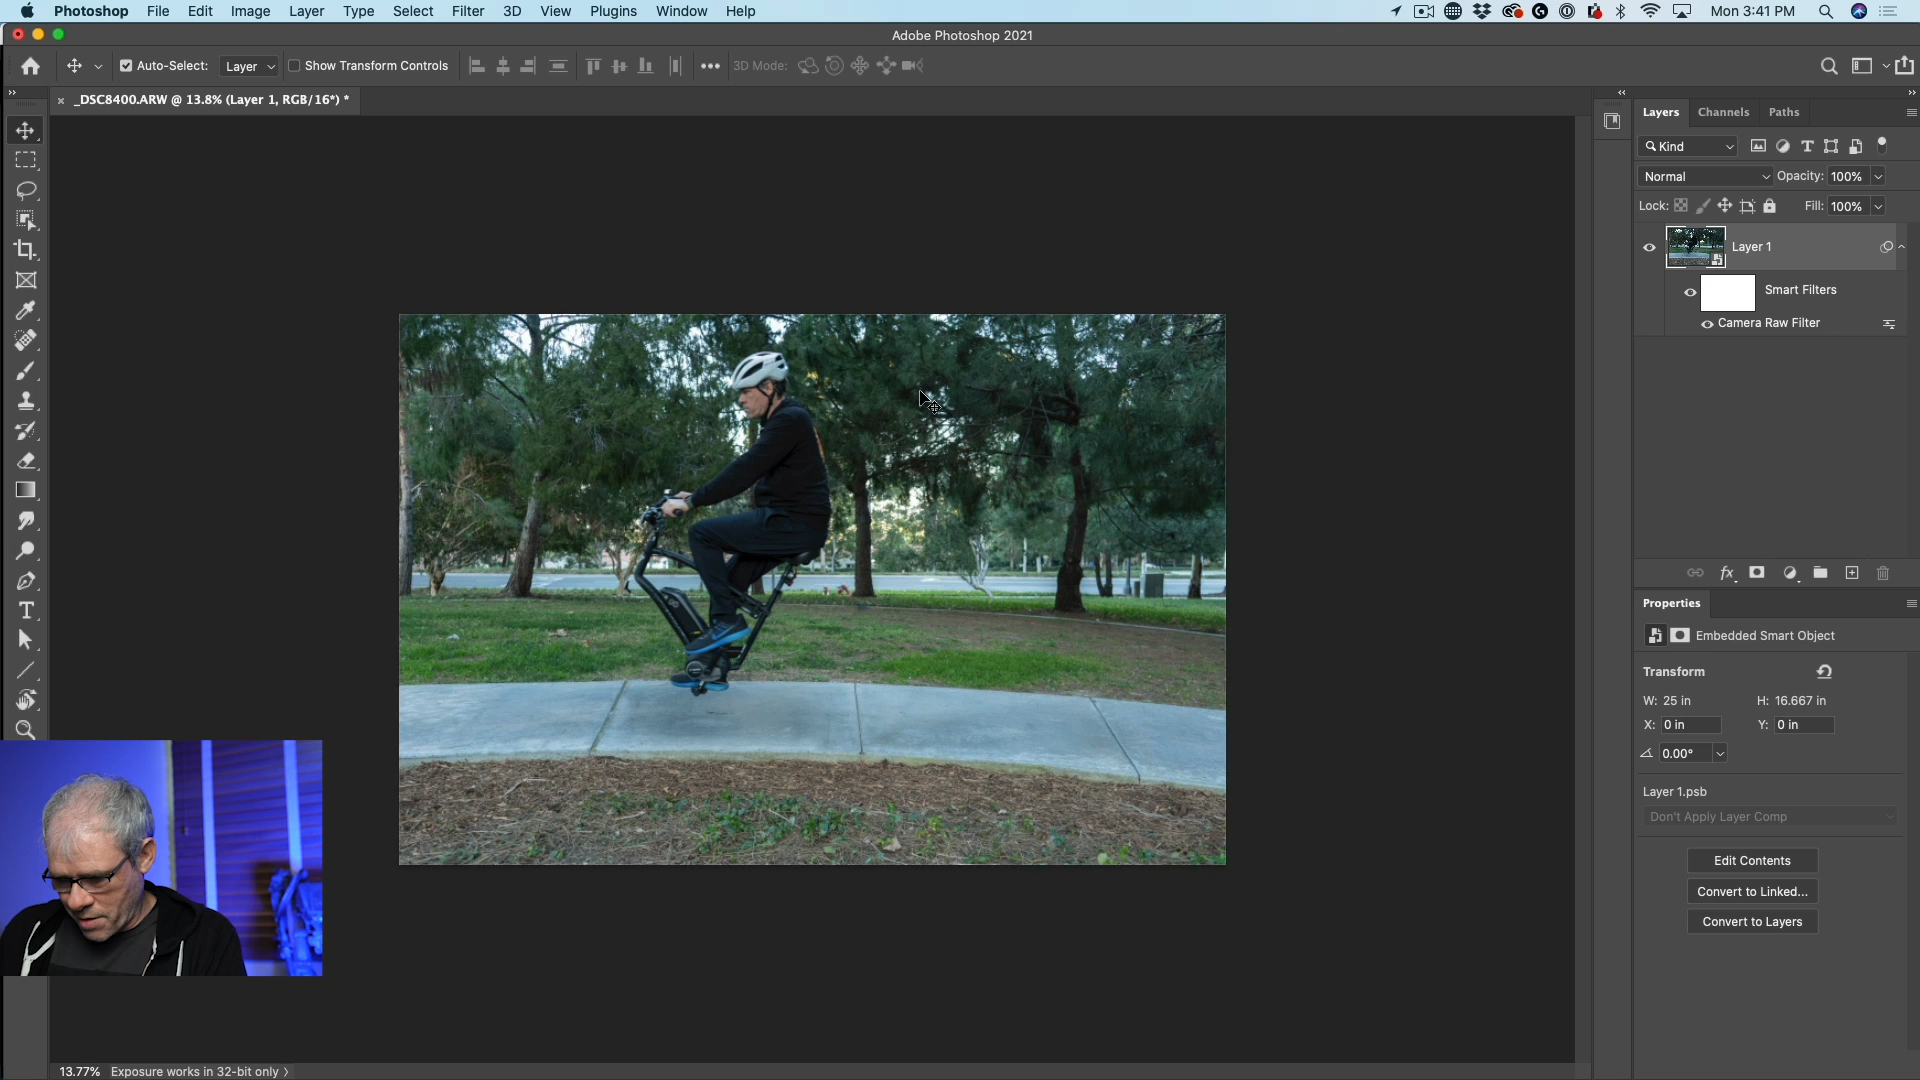 Photoshop File Edit Image Layer Type Select Filter 3D View Plugins Window Help Mon 3:41 PM
Adobe Photoshop 2021
Auto-Select: Layer Show Transform Controls 3D Mode:
_DSC8400.ARW @ 13.8% (Layer 1, RGB/16*) *
Layers Channels Paths
Kind
Normal Opacity: 100%
Lock: Fill: 100%
Layer 1
Smart Filters
Camera Raw Filter
Properties
Embedded Smart Object
Transform
W: 25 in H: 16.667 in
X: 0 in Y: 0 in
0.00°
Layer 1.psb
Don't Apply Layer Comp
Edit Contents
Convert to Linked...
Convert to Layers
13.77% Exposure works in 32-bit only